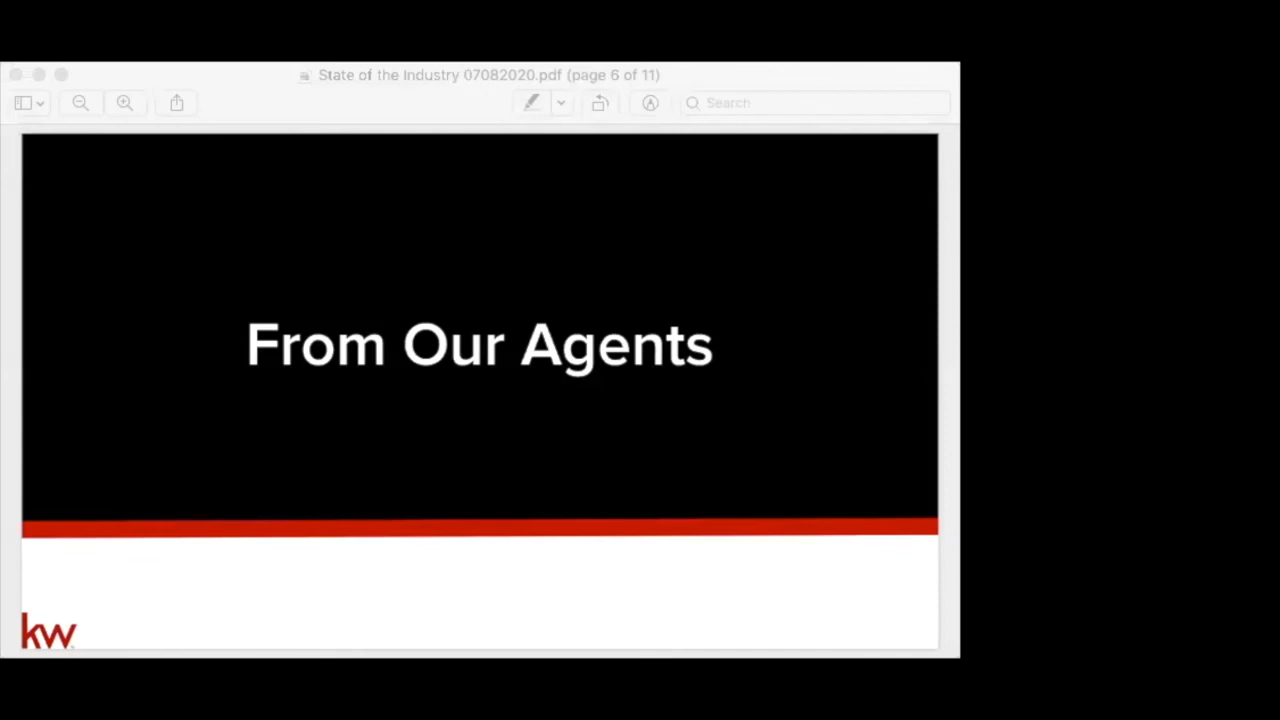 State of the Industry 07082020.pdf (page 6 of 11)
Search
From Our Agents
kw